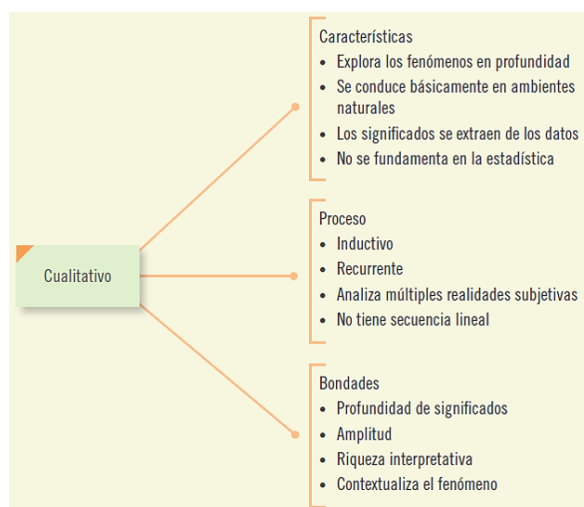 Cualitativo
Características
• Explora los fenómenos en profundidad
• Se conduce básicamente en ambientes
naturales
• Los significados se extraen de los datos
• No se fundamenta en la estadística
Proceso
• Inductivo
• Recurrente
• Analiza múltiples realidades subjetivas
• No tiene secuencia lineal
Bondades
• Profundidad de significados
• Amplitud
• Riqueza interpretativa
• Contextualiza el fenómeno